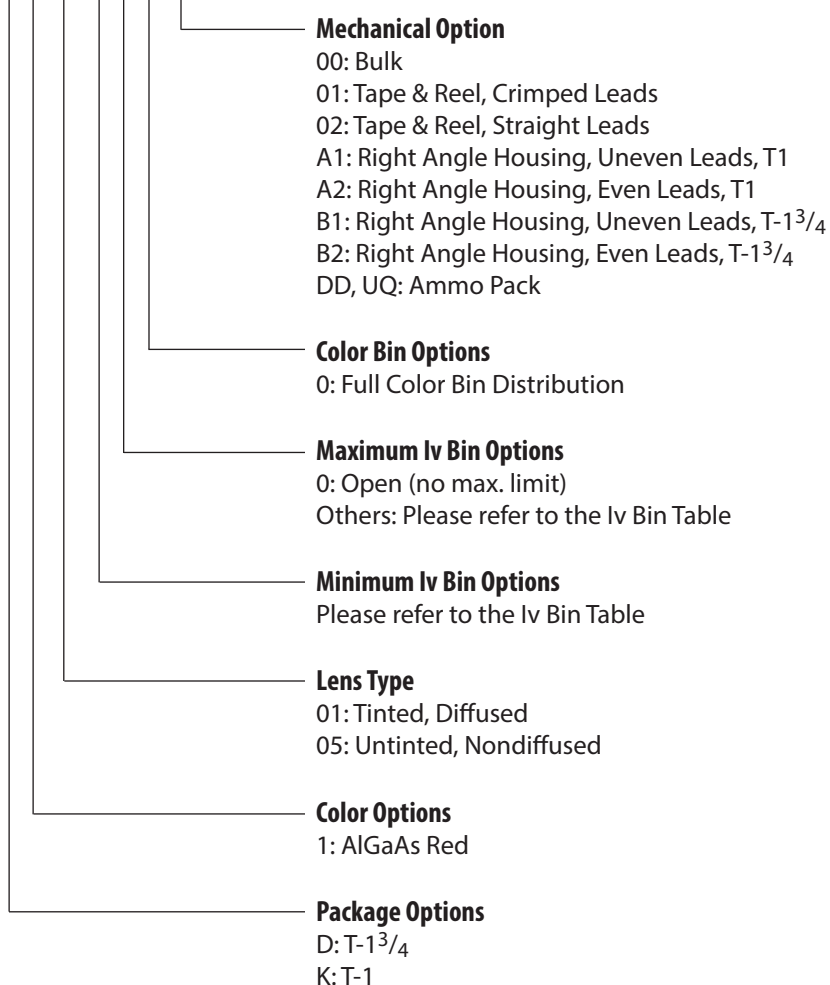 Mechanical Option
00: Bulk
01: Tape & Reel, Crimped Leads
02: Tape & Reel, Straight Leads
A1: Right Angle Housing, Uneven Leads, T1
A2: Right Angle Housing, Even Leads, T1
B1: Right Angle Housing, Uneven Leads, T-13/4
B2: Right Angle Housing, Even Leads, T-13/4
DD, UQ: Ammo Pack
Color Bin Options
0: Full Color Bin Distribution
Maximum Iv Bin Options
0: Open (no max. limit)
Others: Please refer to the Iv Bin Table
Minimum Iv Bin Options
Please refer to the Iv Bin Table
Lens Type
01: Tinted, Diffused
05: Untinted, Nondiffused
Color Options
1: AlGaAs Red
Package Options
D: T-13/4
K: T-1